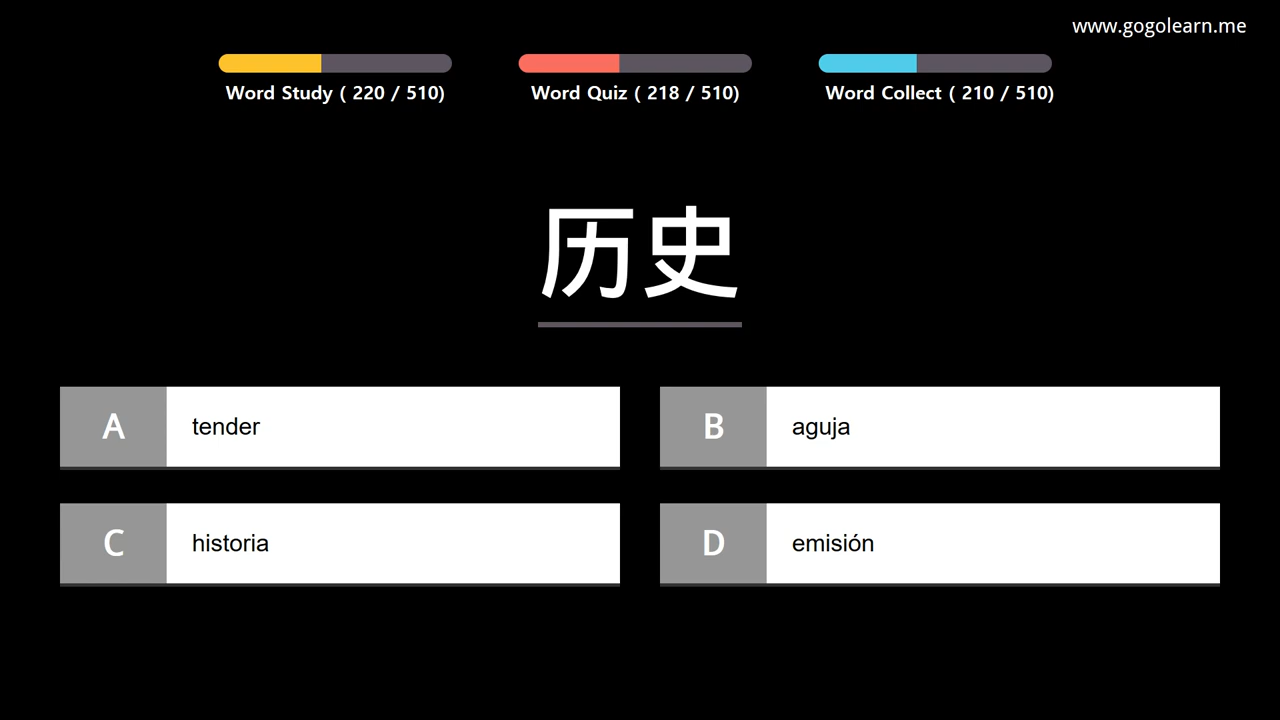 www.gogolearn.me
Word Study ( 220 / 510)
Word Quiz ( 218 / 510)
Word Collect ( 210 / 510)
历史
A tender
B aguja
C historia
D emisión